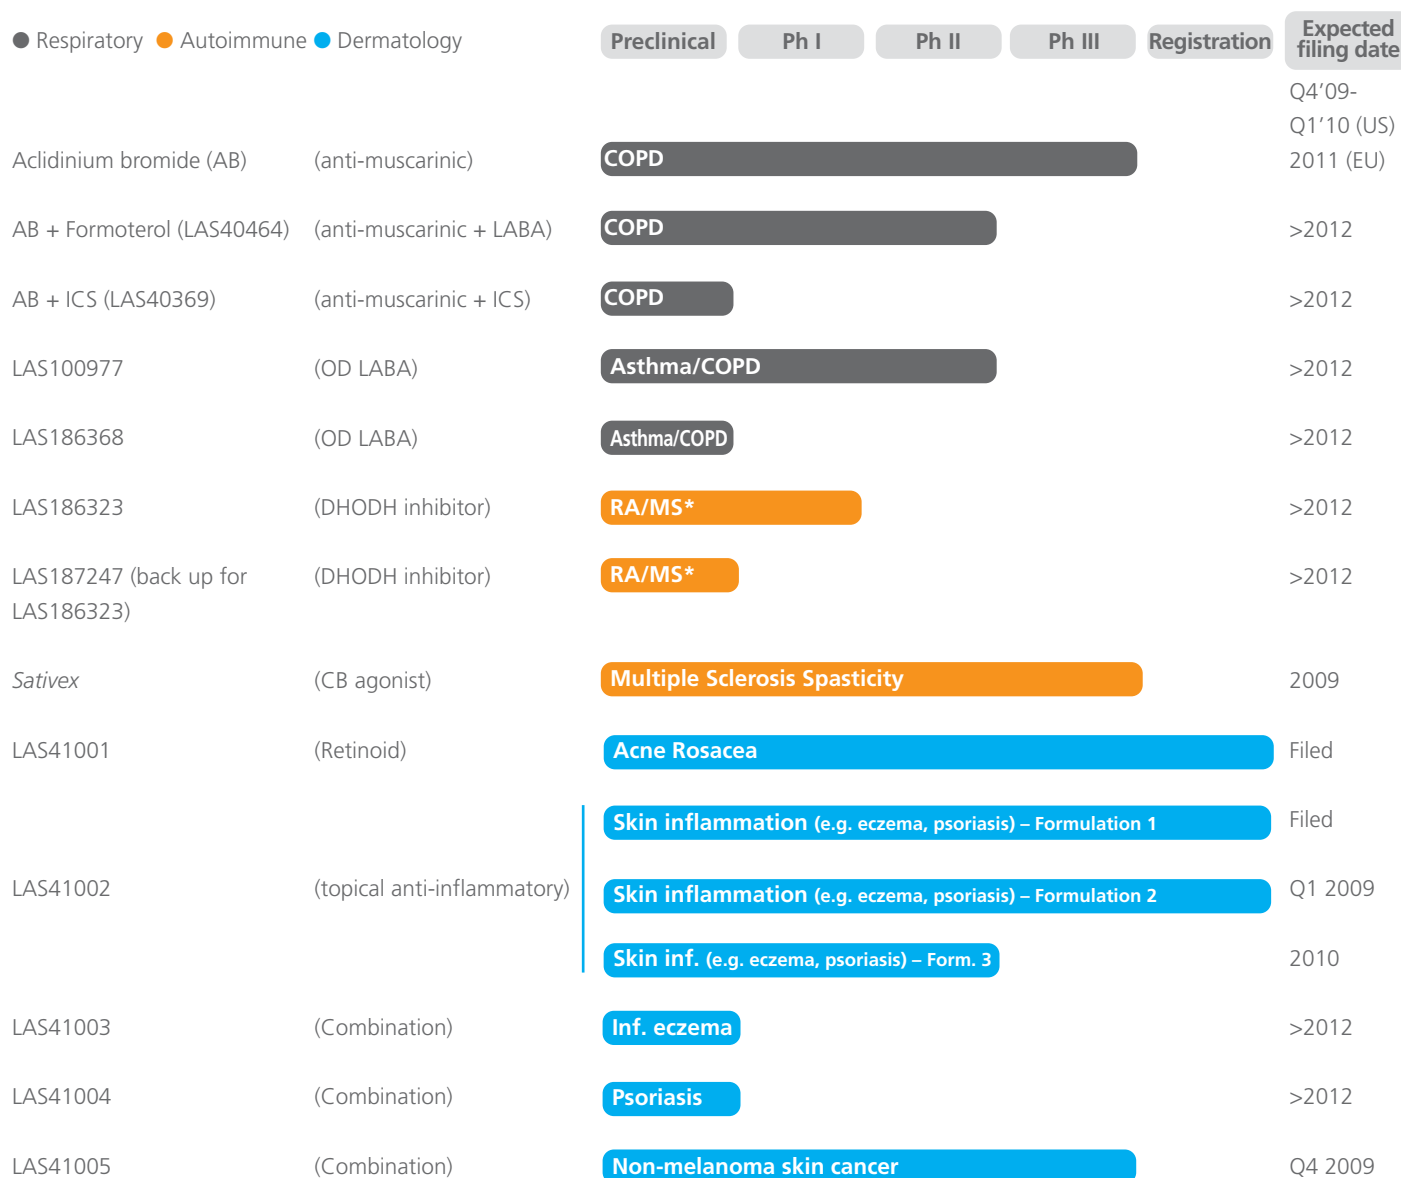 ● Respiratory ● Autoimmune ● Dermatology Preclinical Ph I Ph II Ph III Registration Expected
filing date
Q4’09-
Q1’10 (US)
Aclidinium bromide (AB) (anti-muscarinic) COPD 2011 (EU)
AB + Formoterol (LAS40464) (anti-muscarinic + LABA) COPD >2012
AB + ICS (LAS40369) (anti-muscarinic + ICS) COPD >2012
LAS100977 (OD LABA) Asthma/COPD >2012
LAS186368 (OD LABA) Asthma/COPD >2012
LAS186323 (DHODH inhibitor) RA/MS* >2012
LAS187247 (back up for (DHODH inhibitor) RA/MS* >2012
LAS186323)
Sativex (CB agonist) Multiple Sclerosis Spasticity 2009
LAS41001 (Retinoid) Acne Rosacea Filed
Skin inflammation (e.g. eczema, psoriasis) – Formulation 1 Filed
LAS41002 (topical anti-inflammatory) Skin inflammation (e.g. eczema, psoriasis) – Formulation 2 Q1 2009
Skin inf. (e.g. eczema, psoriasis) – Form. 3 2010
LAS41003 (Combination) Inf. eczema >2012
LAS41004 (Combination) Psoriasis >2012
LAS41005 (Combination) Non-melanoma skin cancer Q4 2009